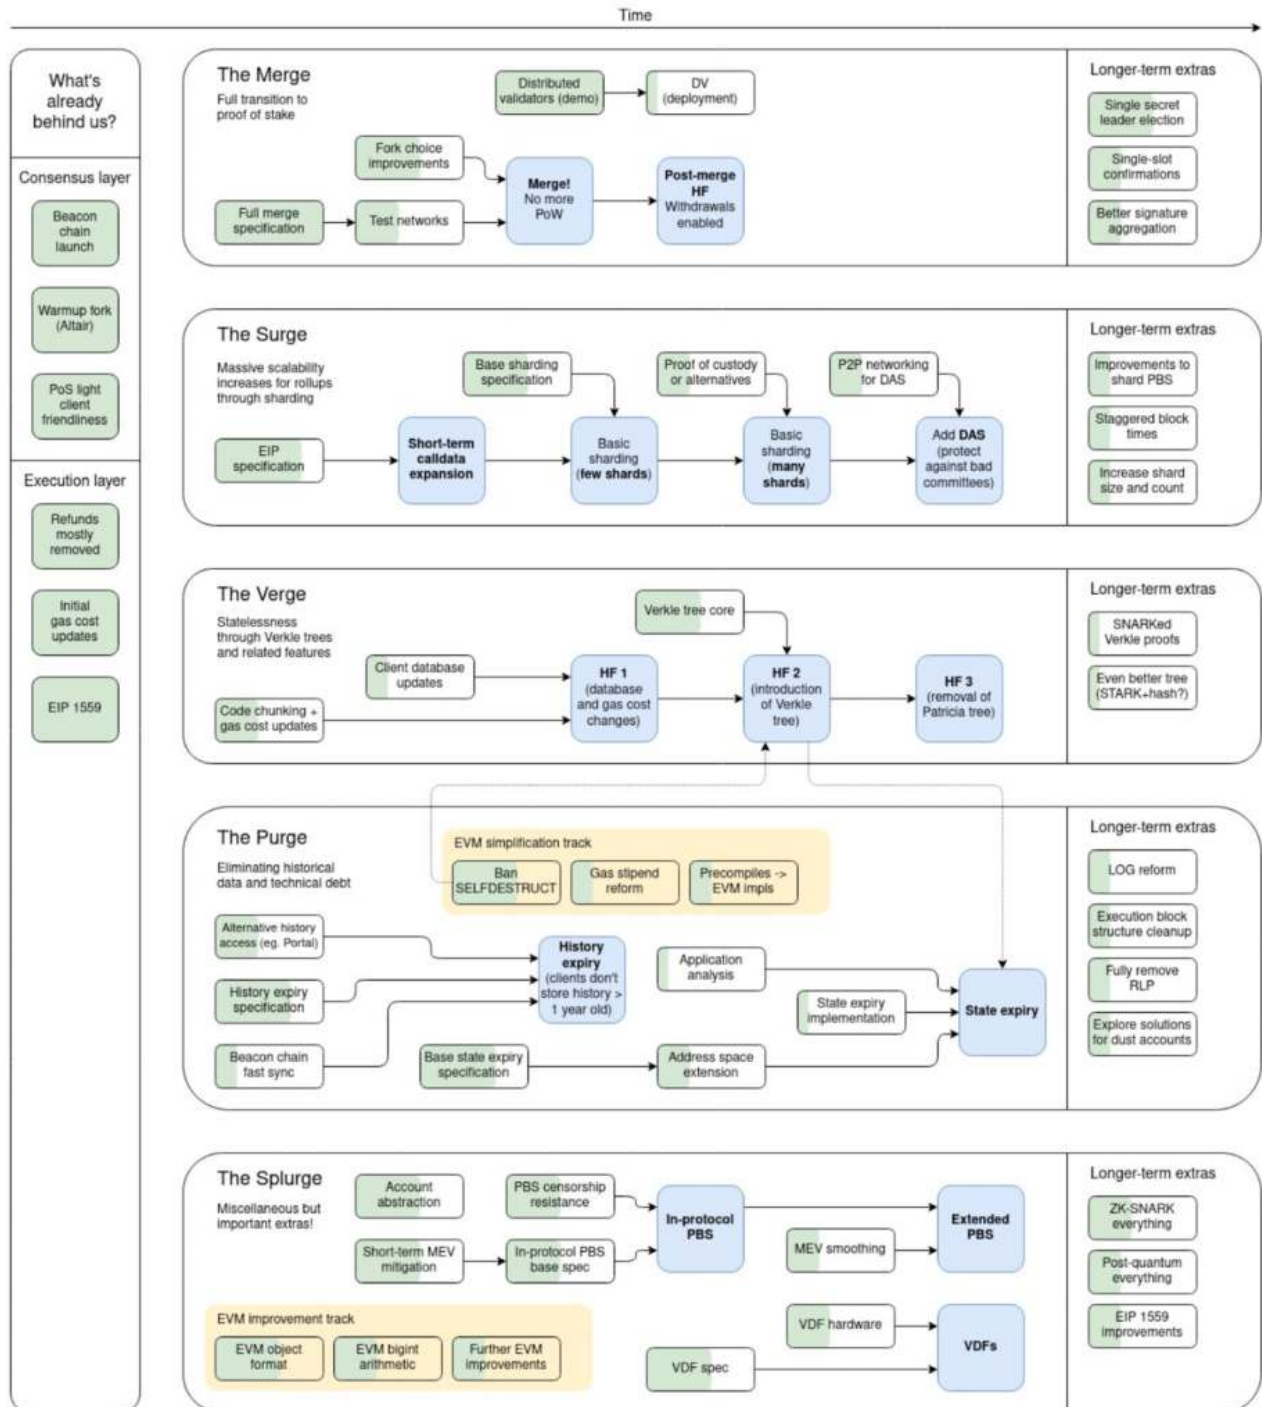 Time
What's
already
behind us?
Consensus layer
Beacon
chain
launch
Warmup fork
(Altair)
PoS light
client
friendliness
Execution layer
Refunds
mostly
removed
Initial
gas cost
updates
EIP 1559
The Merge
Full transition to
proof of stake
Distributed
validators (demo)
DV
(deployment)
Fork choice
improvements
Full merge
specification
Test networks
Merge!
No more
PoW
Post-merge
HF
Withdrawals
enabled
Longer-term extras
Single secret
leader election
Single-slot
confirmations
Better signature
aggregation
The Surge
Massive scalability
increases for rollups
through sharding
Base sharding
specification
Proof of custody
or alternatives
P2P networking
for DAS
EIP
specification
Short-term
calldata
expansion
Basic
sharding
(few shards)
Basic
sharding
(many
shards)
Add DAS
(protect
against bad
committees)
Longer-term extras
Improvements to
shard PBS
Staggered block
times
Increase shard
size and count
The Verge
Statelessness
through Verkle trees
and related features
Verkle tree core
Client database
updates
Code chunking +
gas cost updates
HF 1
(database
and gas cost
changes)
HF 2
(introduction
of Verkle
tree)
HF 3
(removal of
Patricia tree)
Longer-term extras
SNARKed
Verkle proofs
Even better tree
(STARK+hash?)
The Purge
Eliminating historical
data and technical debt
EVM simplification track
Ban
SELFDESTRUCT
Gas stipend
reform
Precompiles ->
EVM impls
Alternative history
access (eg. Portal)
History expiry
specification
Beacon chain
fast sync
History
expiry
(clients don't
store history >
1 year old)
Base state expiry
specification
Application
analysis
State expiry
implementation
Address space
extension
State expiry
Longer-term extras
LOG reform
Execution block
structure cleanup
Fully remove
RLP
Explore solutions
for dust accounts
The Splurge
Miscellaneous but
important extras!
Account
abstraction
PBS censorship
resistance
Short-term MEV
mitigation
In-protocol PBS
base spec
In-protocol
PBS
MEV smoothing
Extended
PBS
EVM improvement track
EVM object
format
EVM bigint
arithmetic
Further EVM
improvements
VDF hardware
VDF spec
VDFs
Longer-term extras
ZK-SNARK
everything
Post-quantum
everything
EIP 1559
improvements